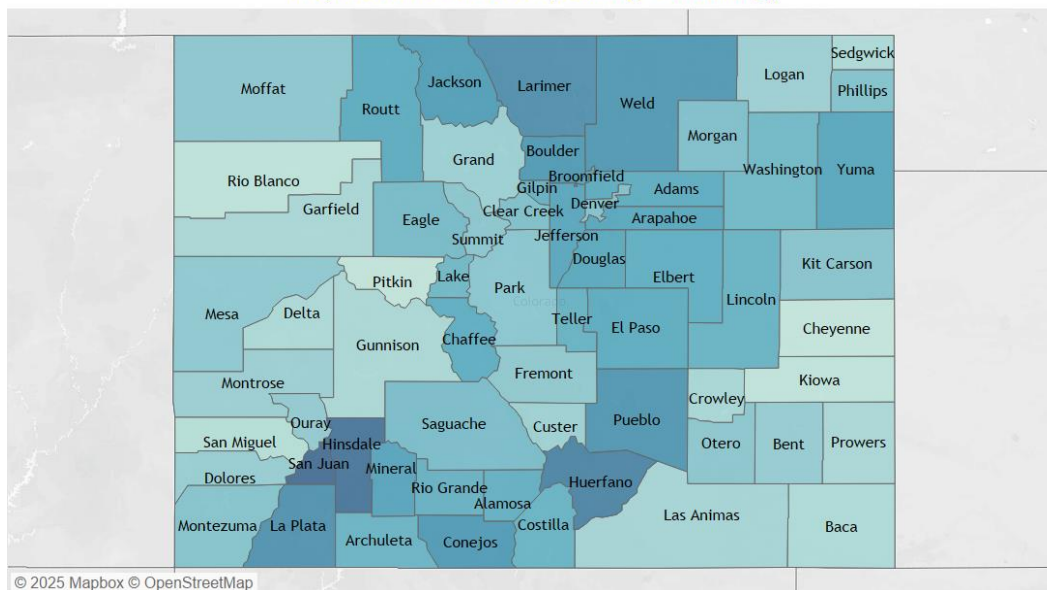 Sedgwick
Logan
Jackson
Larimer
Moffat
Phillips
Weld
Routt
Morgan
Boulder
Grand
Washington
Yuma
Broomfield
Rio Blanco
Gilpin
Adams
Denver
Garfield
Clear Creek
Eagle
Arapahoe
Summit
Jefferson
Douglas
Kit Carson
Lake
Elbert
Pitkin
Park
Lincoln
Colorado
Mesa
Delta
Teller
El Paso
Cheyenne
Chaffee
Gunnison
Fremont
Kiowa
Montrose
Crowley
Pueblo
Ouray
Saguache
Custer
San Miguel
Hinsdale
Otero
Bent
Prowers
San Juan
Mineral
Dolores
Huerfano
Rio Grande
Alamosa
Las Animas
Montezuma
La Plata
Costilla
Baca
Archuleta
Conejos
© 2025 Mapbox © OpenStreetMap